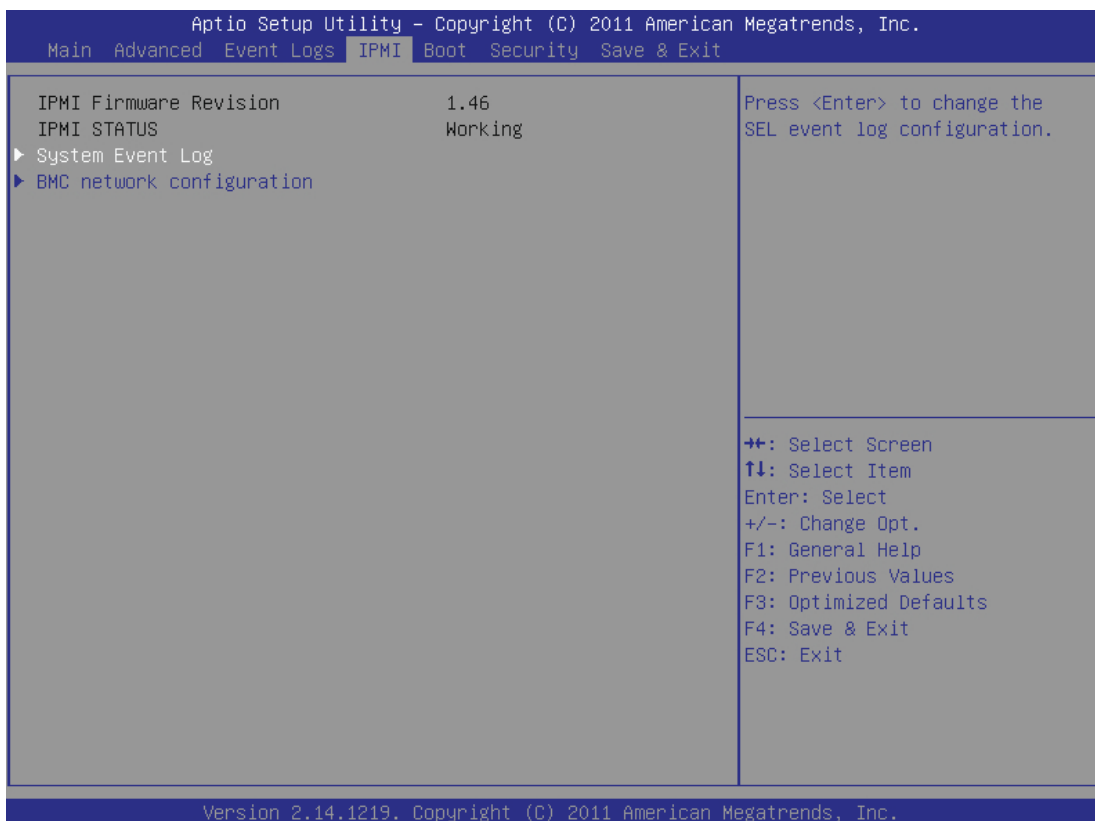 Aptio Setup Utility – Copyright (C) 2011 American Megatrends, Inc.
Main Advanced Event Logs IPMI Boot Security Save & Exit
IPMI Firmware Revision 1.46
IPMI STATUS Working
▶ System Event Log
▶ BMC network configuration
Press <Enter> to change the
SEL event log configuration.
→←: Select Screen
↑↓: Select Item
Enter: Select
+/-: Change Opt.
F1: General Help
F2: Previous Values
F3: Optimized Defaults
F4: Save & Exit
ESC: Exit
Version 2.14.1219. Copyright (C) 2011 American Megatrends, Inc.